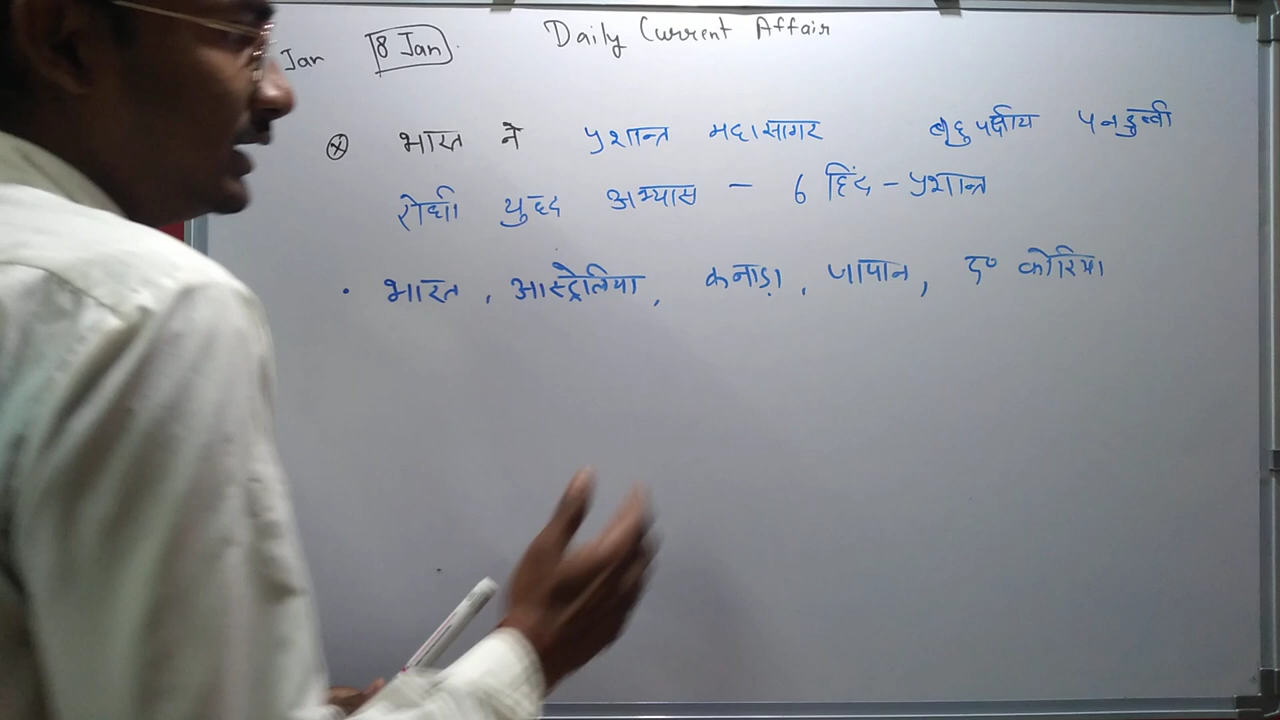 Daily Current Affair
Jan 8 Jan
भारत ने प्रशान्त महासागर बहुपक्षीय पनडुब्बी
रोधी युध्द अभ्यास - 6 हिंद - प्रशान्त
• भारत, आस्ट्रेलिया, कनाड़ा, जापान, द० कोरिया